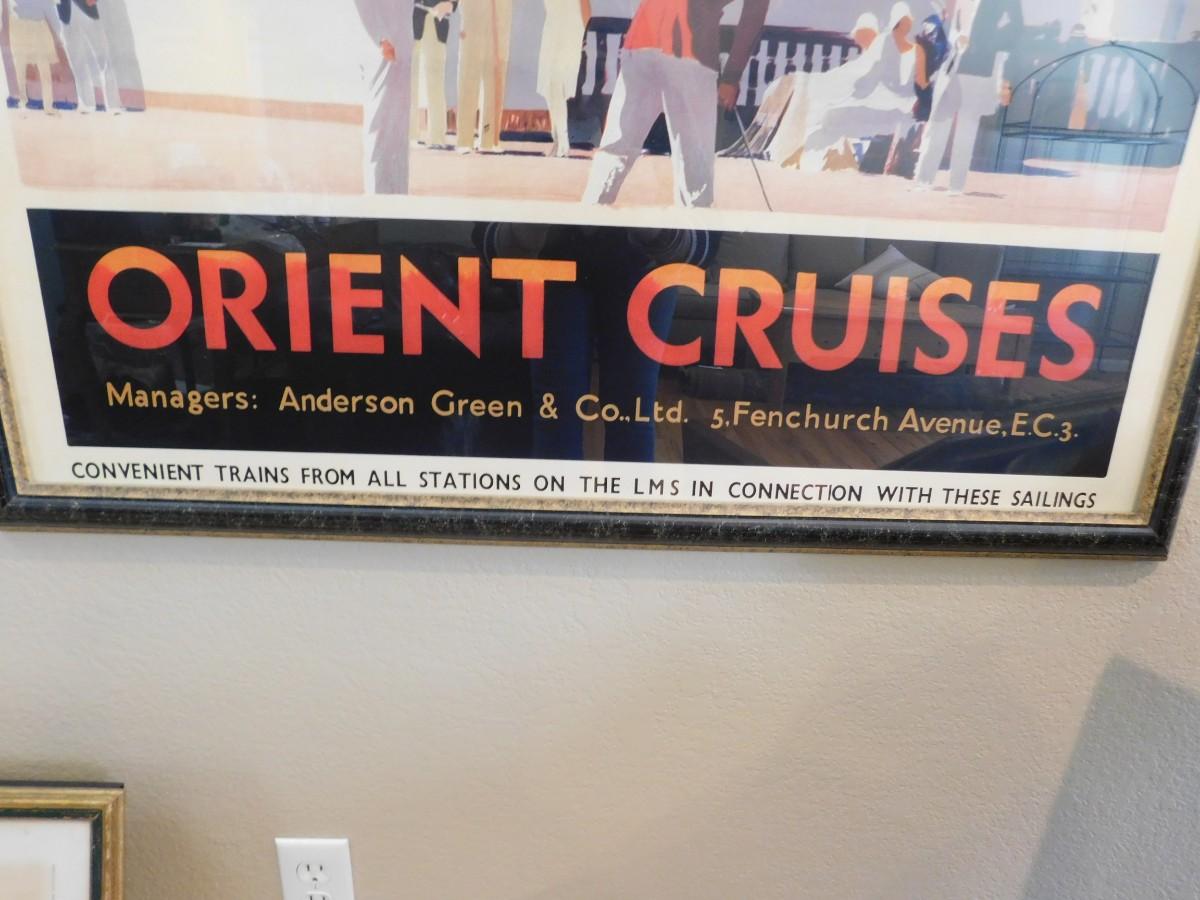 ORIENT CRUISES
Managers: Anderson Green & Co.,Ltd. 5,Fenchurch Avenue,E.C.3.
CONVENIENT TRAINS FROM ALL STATIONS ON THE LMS IN CONNECTION WITH THESE SAILINGS